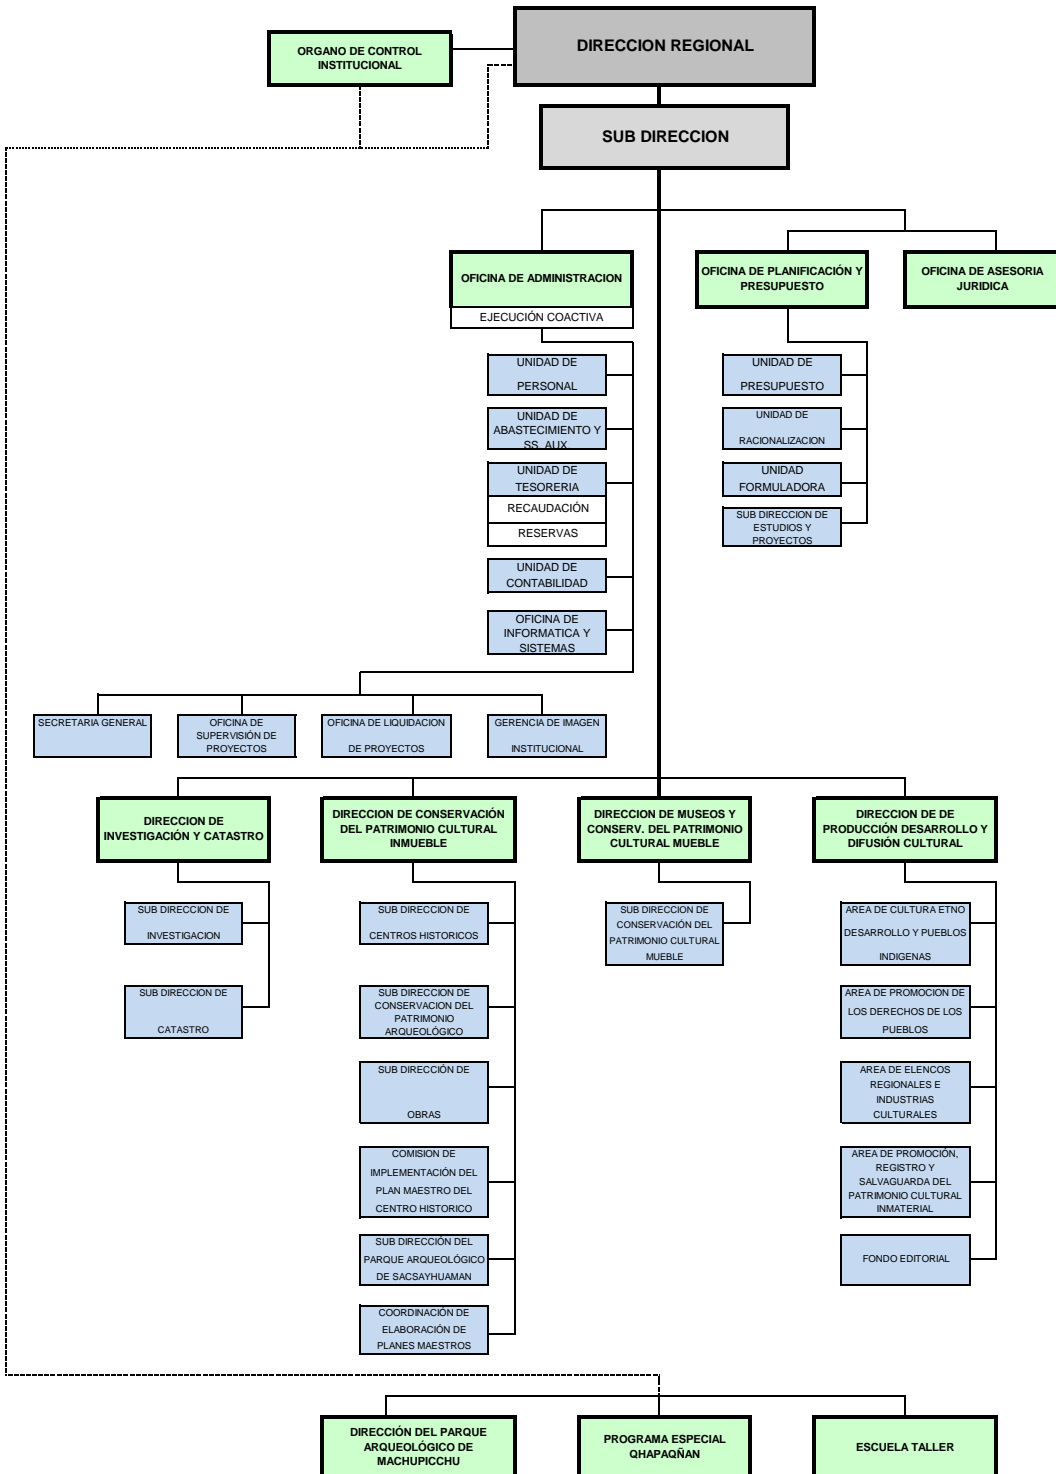 DIRECCION REGIONAL
ORGANO DE CONTROL
INSTITUCIONAL
SUB DIRECCION
OFICINA DE ADMINISTRACION
EJECUCIÓN COACTIVA
OFICINA DE PLANIFICACIÓN Y
PRESUPUESTO
OFICINA DE ASESORIA
JURIDICA
UNIDAD DE
PERSONAL
UNIDAD DE
ABASTECIMIENTO Y
SS. AUX.
UNIDAD DE
TESORERIA
RECAUDACIÓN
RESERVAS
UNIDAD DE
CONTABILIDAD
OFICINA DE
INFORMATICA Y
SISTEMAS
UNIDAD DE
PRESUPUESTO
UNIDAD DE
RACIONALIZACION
UNIDAD
FORMULADORA
SUB DIRECCION DE
ESTUDIOS Y
PROYECTOS
SECRETARIA GENERAL
OFICINA DE
SUPERVISIÓN DE
PROYECTOS
OFICINA DE LIQUIDACION
DE PROYECTOS
GERENCIA DE IMAGEN
INSTITUCIONAL
DIRECCION DE
INVESTIGACIÓN Y CATASTRO
DIRECCION DE CONSERVACIÓN
DEL PATRIMONIO CULTURAL
INMUEBLE
DIRECCION DE MUSEOS Y
CONSERV. DEL PATRIMONIO
CULTURAL MUEBLE
DIRECCION DE DE
PRODUCCIÓN DESARROLLO Y
DIFUSIÓN CULTURAL
SUB DIRECCION DE
INVESTIGACION
SUB DIRECCION DE
CATASTRO
SUB DIRECCION DE
CENTROS HISTORICOS
SUB DIRECCION DE
CONSERVACION DEL
PATRIMONIO
ARQUEOLÓGICO
SUB DIRECCIÓN DE
OBRAS
COMISION DE
IMPLEMENTACIÓN DEL
PLAN MAESTRO DEL
CENTRO HISTORICO
SUB DIRECCIÓN DEL
PARQUE ARQUEOLÓGICO
DE SACSAYHUAMAN
COORDINACIÓN DE
ELABORACIÓN DE
PLANES MAESTROS
SUB DIRECCION DE
CONSERVACIÓN DEL
PATRIMONIO CULTURAL
MUEBLE
AREA DE CULTURA ETNO
DESARROLLO Y PUEBLOS
INDIGENAS
AREA DE PROMOCION DE
LOS DERECHOS DE LOS
PUEBLOS
AREA DE ELENCOS
REGIONALES E
INDUSTRIAS
CULTURALES
AREA DE PROMOCIÓN,
REGISTRO Y
SALVAGUARDA DEL
PATRIMONIO CULTURAL
INMATERIAL
FONDO EDITORIAL
DIRECCIÓN DEL PARQUE
ARQUEOLÓGICO DE
MACHUPICCHU
PROGRAMA ESPECIAL
QHAPAQÑAN
ESCUELA TALLER